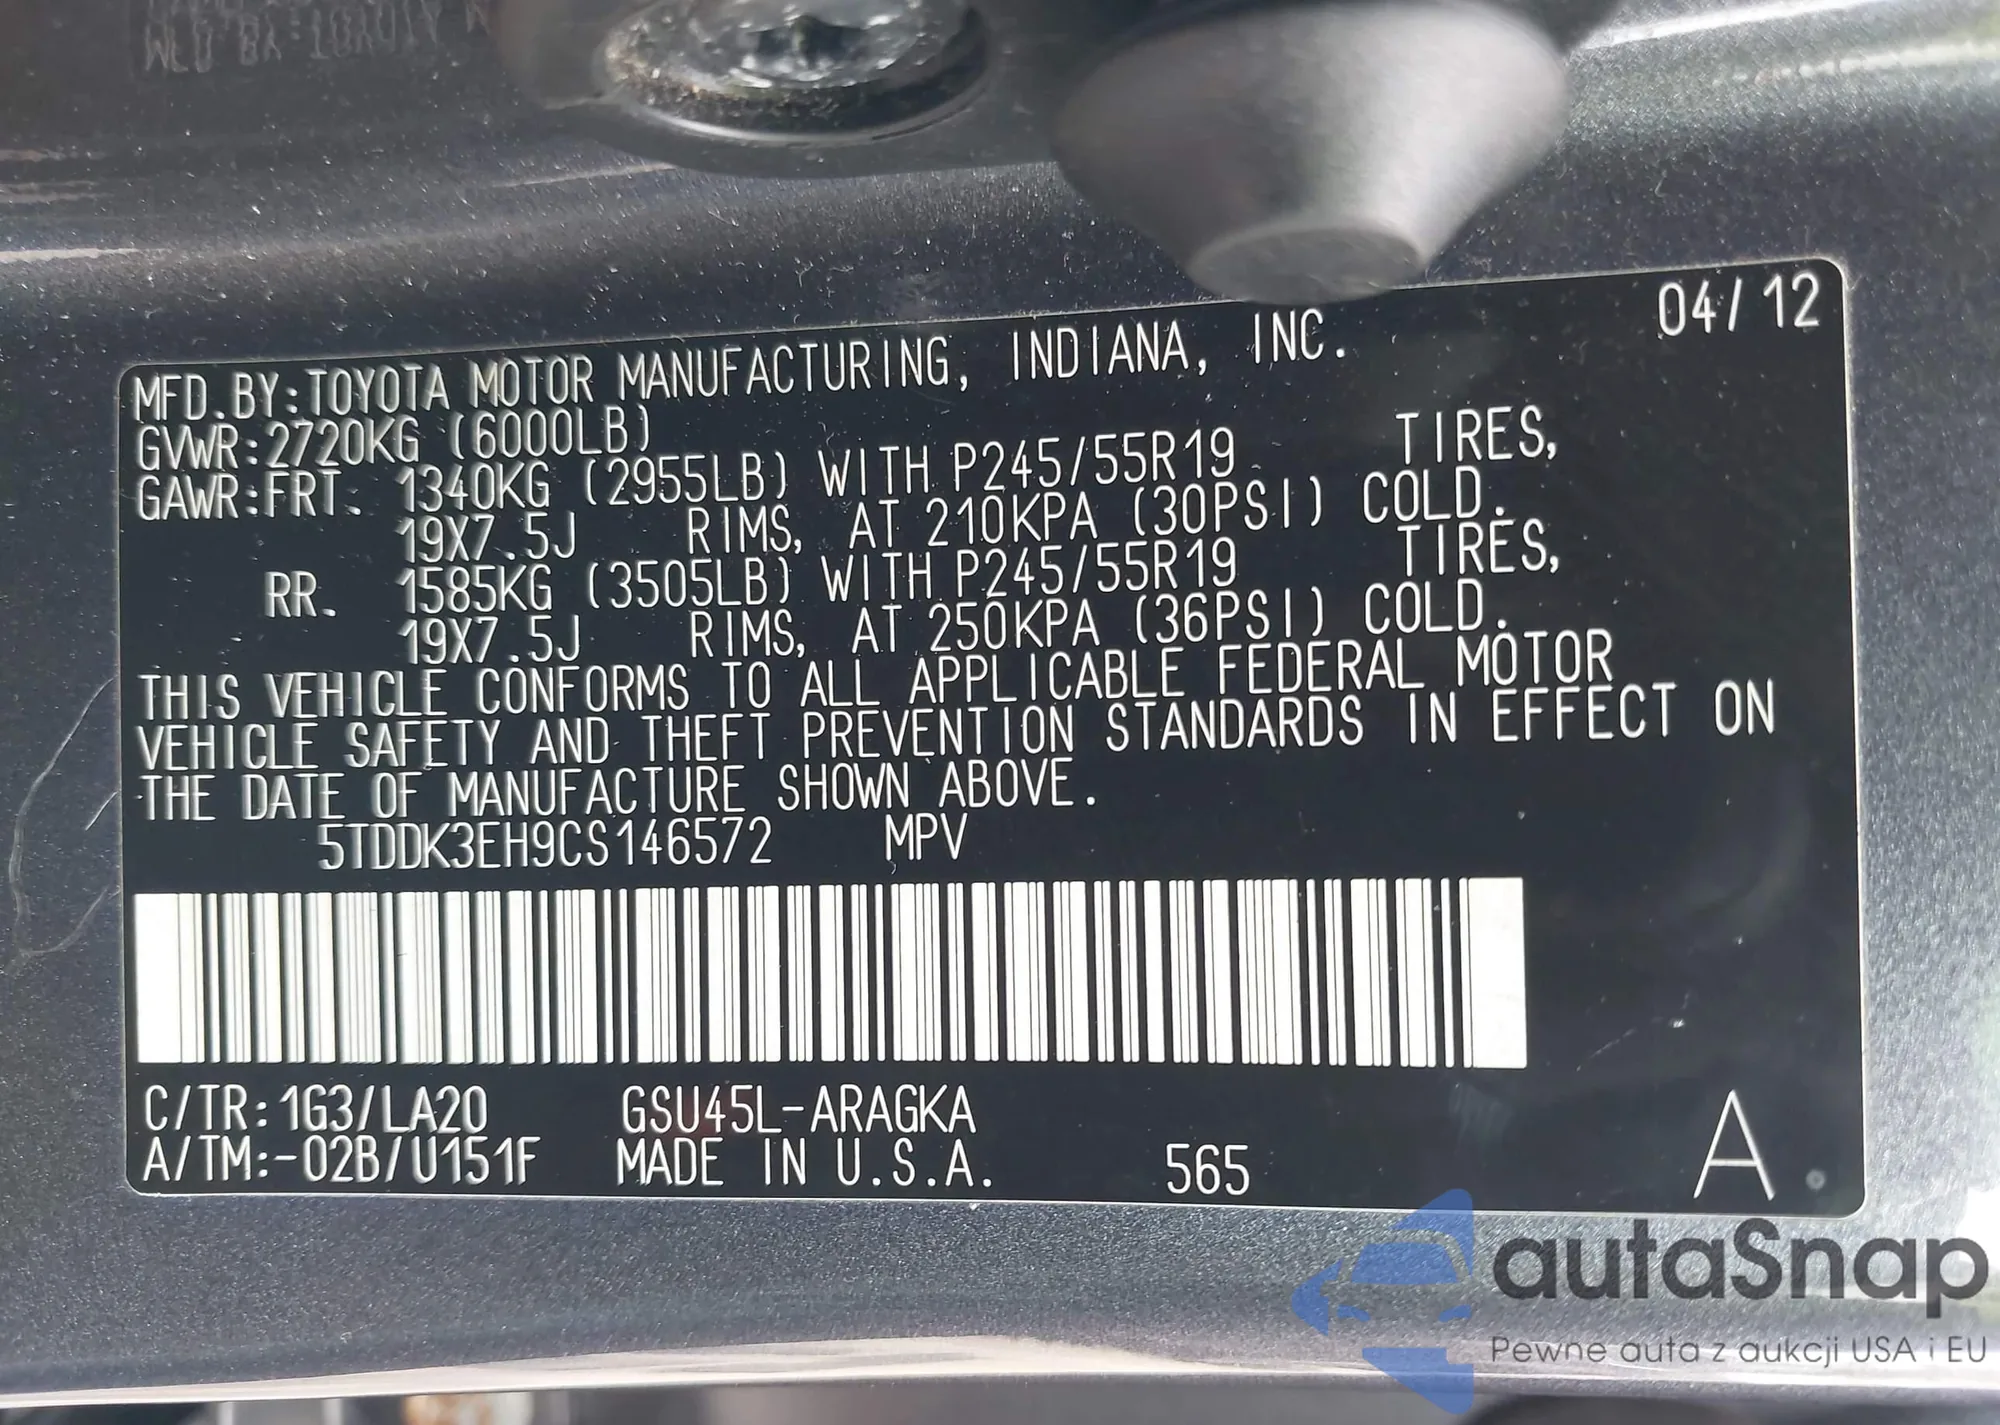 04/12
MFD.BY:TOYOTA MOTOR MANUFACTURING, INDIANA, INC.
GVWR:2720KG (6000LB)
GAWR:FRT. 1340KG (2955LB) WITH P245/55R19 TIRES,
19X7.5J RIMS, AT 210KPA (30PSI) COLD.
RR. 1585KG (3505LB) WITH P245/55R19 TIRES,
19X7.5J RIMS, AT 250KPA (36PSI) COLD.
THIS VEHICLE CONFORMS TO ALL APPLICABLE FEDERAL MOTOR
VEHICLE SAFETY AND THEFT PREVENTION STANDARDS IN EFFECT ON
THE DATE OF MANUFACTURE SHOWN ABOVE.
5TDDK3EH9CS146572 MPV
C/TR:1G3/LA20 GSU45L-ARAGKA
A/TM:-02B/U151F MADE IN U.S.A. 565 A
autaSnap
Pewne auta z aukcji USA i EU